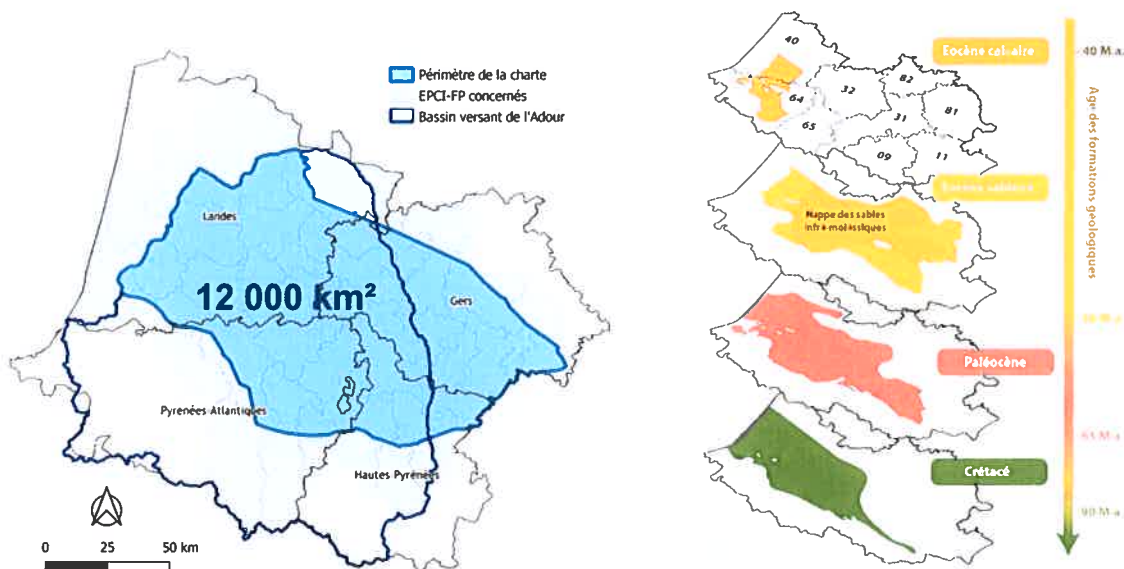 Périmètre de la charte
EPCI-FP concernés
Bassin versant de l'Adour
Landes
12 000 km²
Gers
Pyrénées-Atlantiques
Hautes Pyrénées
0 25 50 km
40
32
82
64
31
81
65
09
11
Eocène calcaire
40 M.a.
Age des formations géologiques
Nappe des sables
infra-molassiques
Paléocène
65 M.a.
Crétacé
90 M.a.